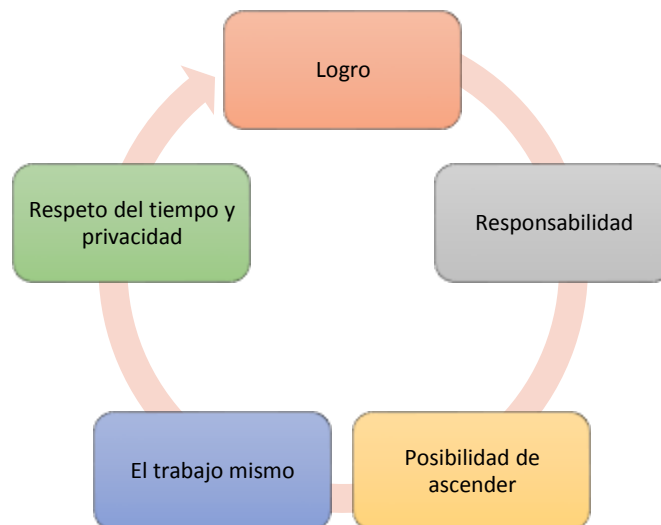 Logro
Responsabilidad
Posibilidad de
ascender
El trabajo mismo
Respeto del tiempo y
privacidad